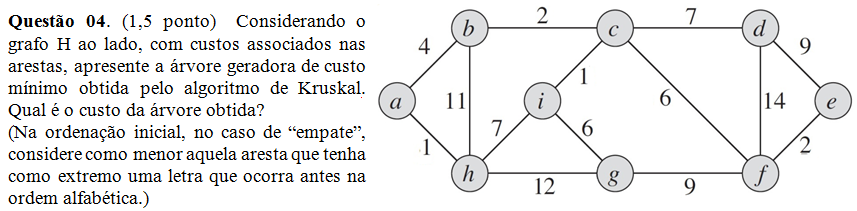 Questão 04. (1,5 ponto) Considerando o
grafo H ao lado, com custos associados nas
arestas, apresente a árvore geradora de custo
mínimo obtida pelo algoritmo de Kruskal.
Qual é o custo da árvore obtida?
(Na ordenação inicial, no caso de “empate”,
considere como menor aquela aresta que tenha
como extremo uma letra que ocorra antes na
ordem alfabética.)
b 2 c 7 d
4 9
1
a 11 i 6 14 e
7 6
1 2
h 12 g 9 f